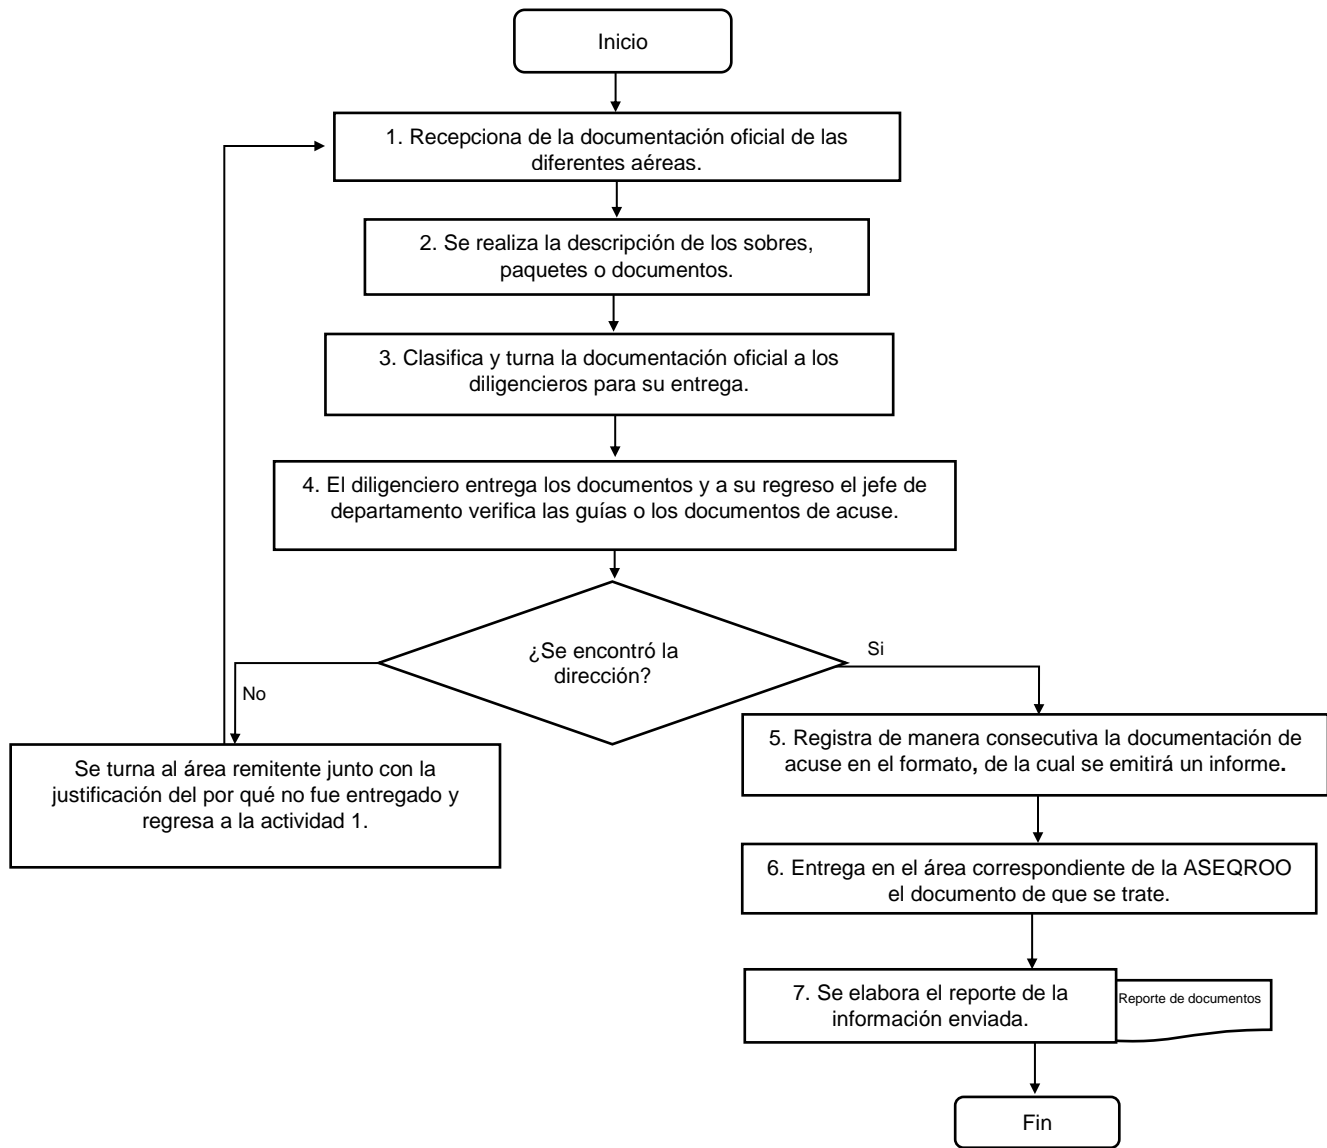 Inicio
1. Recepciona de la documentación oficial de las
diferentes aéreas.
2. Se realiza la descripción de los sobres,
paquetes o documentos.
3. Clasifica y turna la documentación oficial a los
diligencieros para su entrega.
4. El diligenciero entrega los documentos y a su regreso el jefe de
departamento verifica las guías o los documentos de acuse.
¿Se encontró la
dirección?
Si
No
Se turna al área remitente junto con la
justificación del por qué no fue entregado y
regresa a la actividad 1.
5. Registra de manera consecutiva la documentación de
acuse en el formato, de la cual se emitirá un informe.
6. Entrega en el área correspondiente de la ASEQROO
el documento de que se trate.
7. Se elabora el reporte de la
información enviada.
Reporte de documentos
Fin